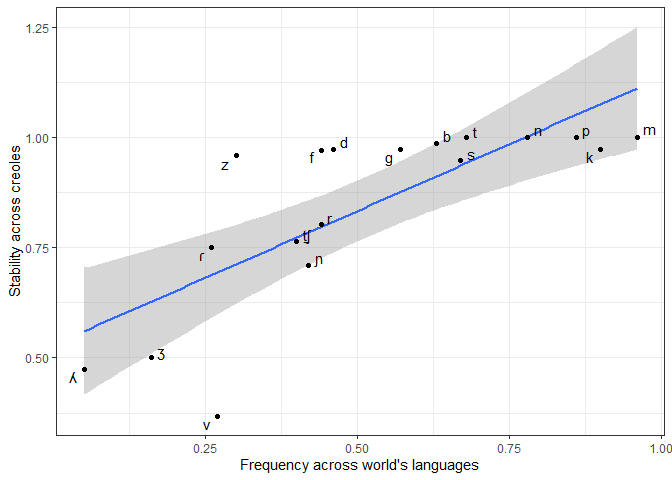 1.25
1.00
0.75
0.50
Stability across creoles
z
f
d
g
b
t
s
n
p
k
m
r
tʃ
ɲ
ɾ
ʒ
ʎ
v
0.25
0.50
0.75
1.00
Frequency across world's languages